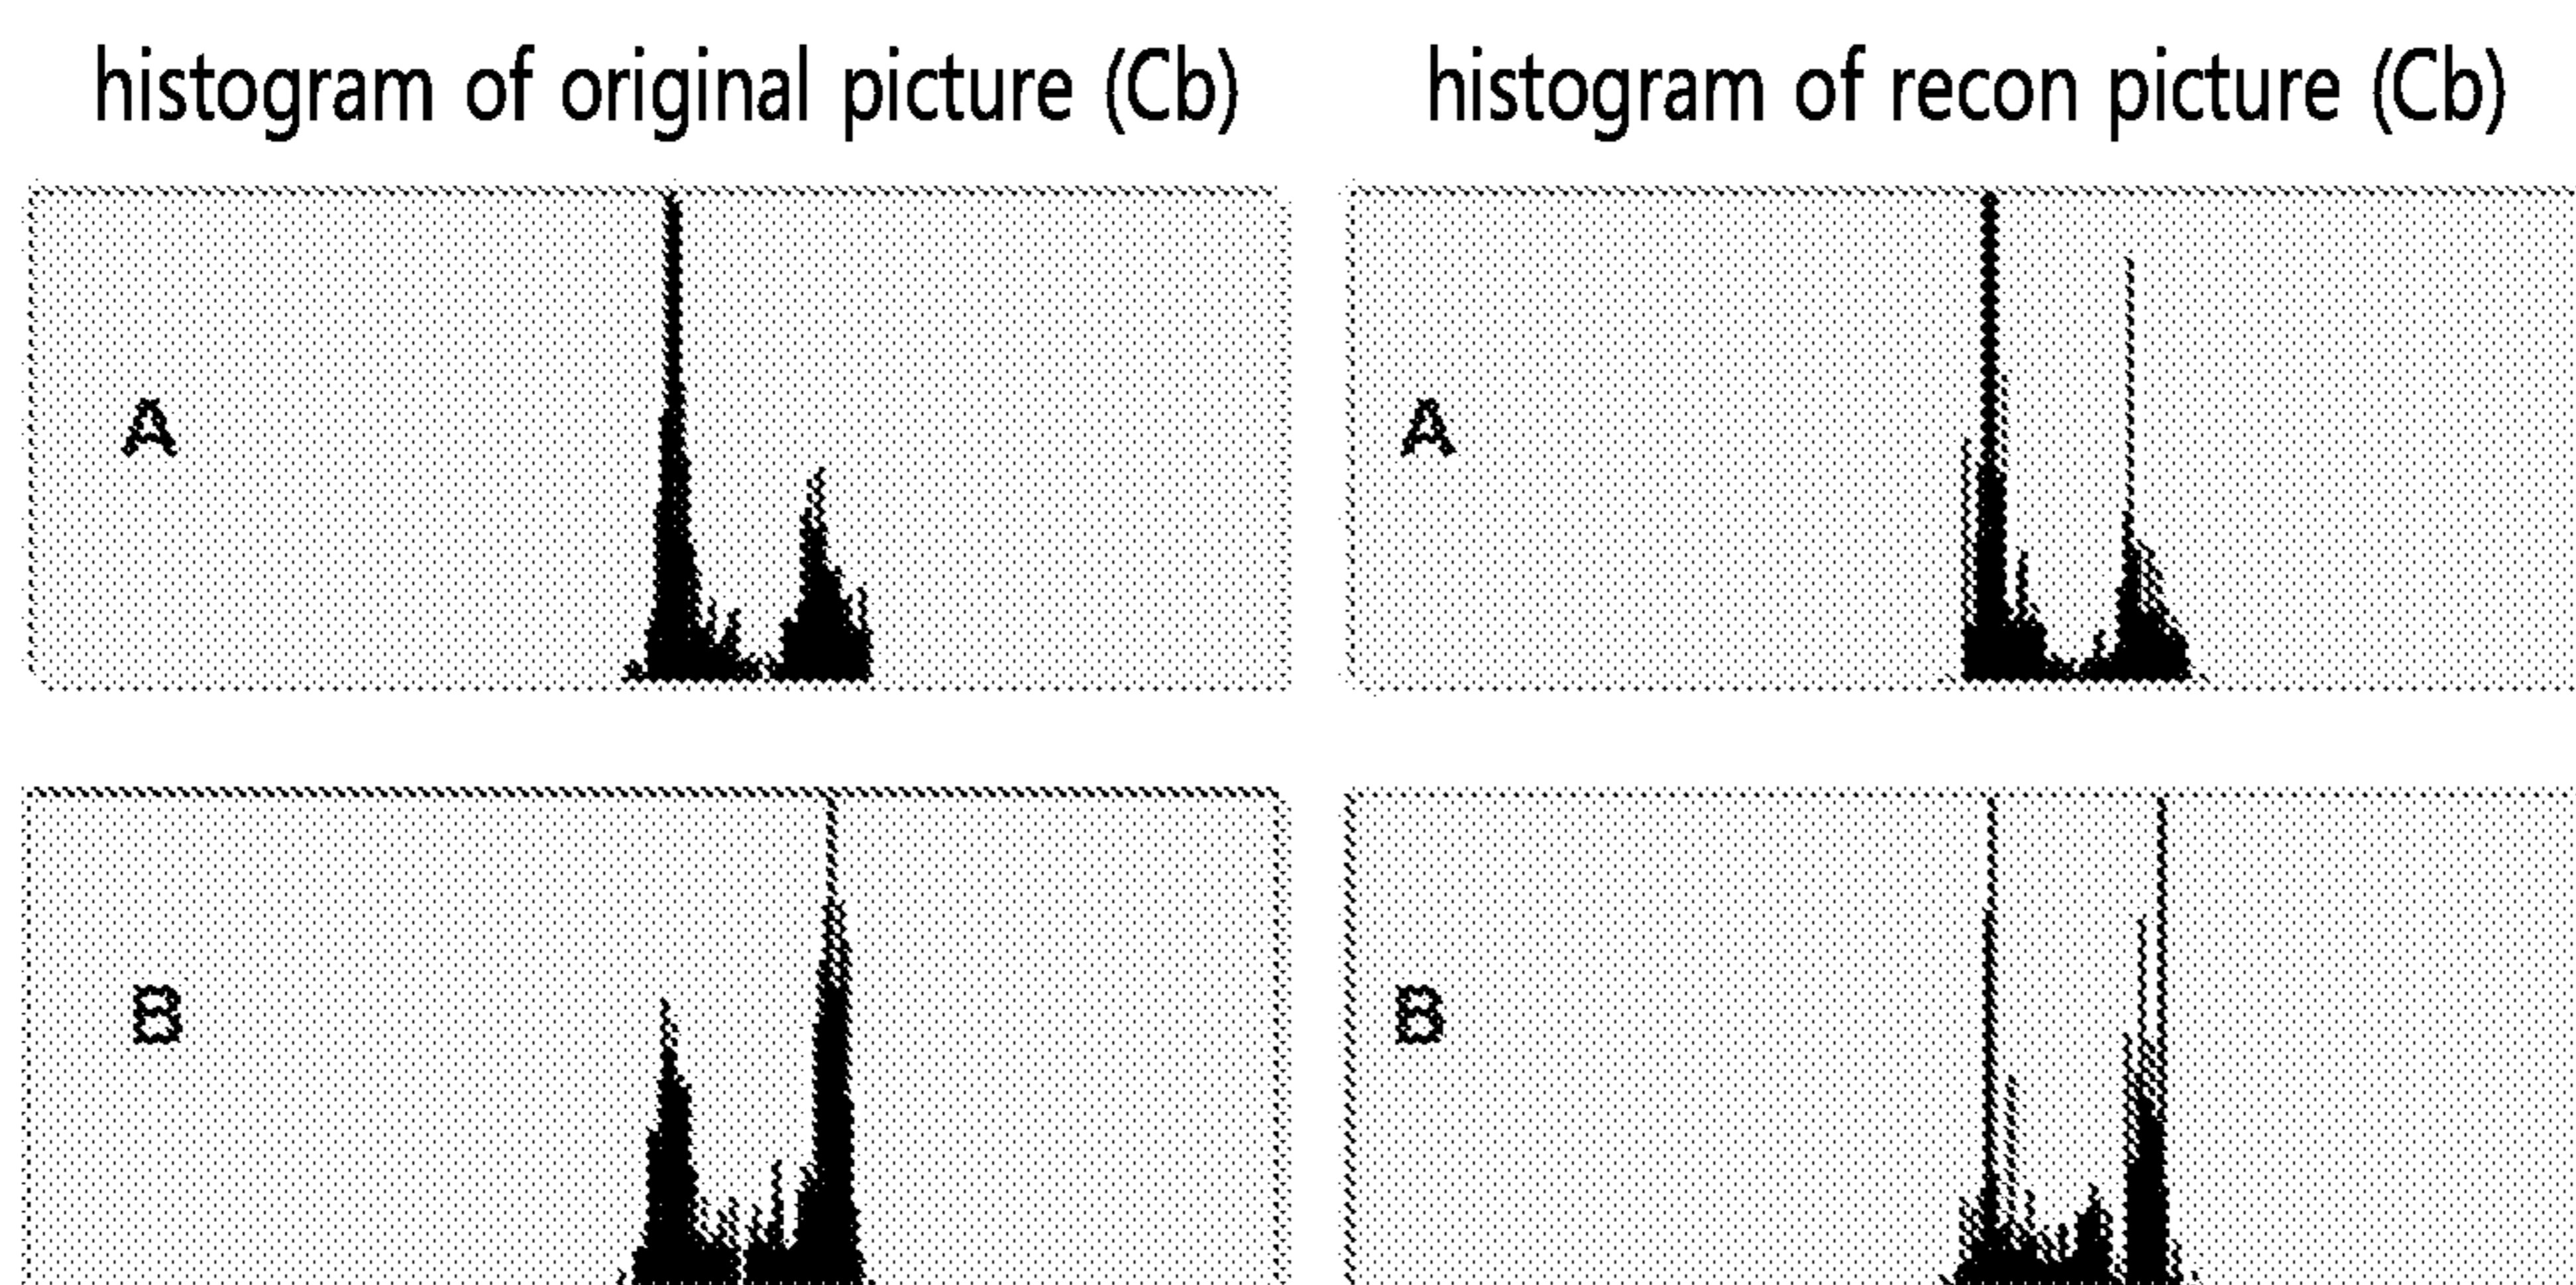 histogram of original picture (Cb) histogram of recon picture (Cb)
A A
B B